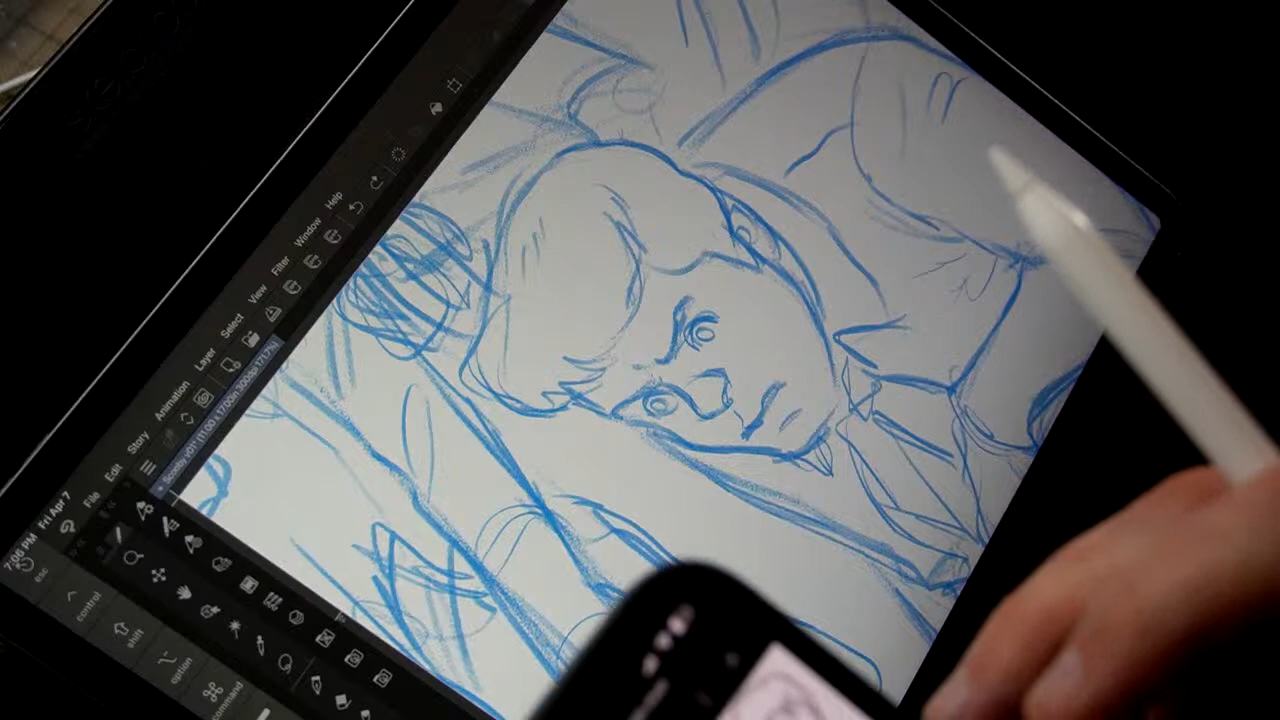 7:06 PM Fri Apr 7
File Edit Story Animation Layer Select View Filter Window Help
esc
control
shift
option
command